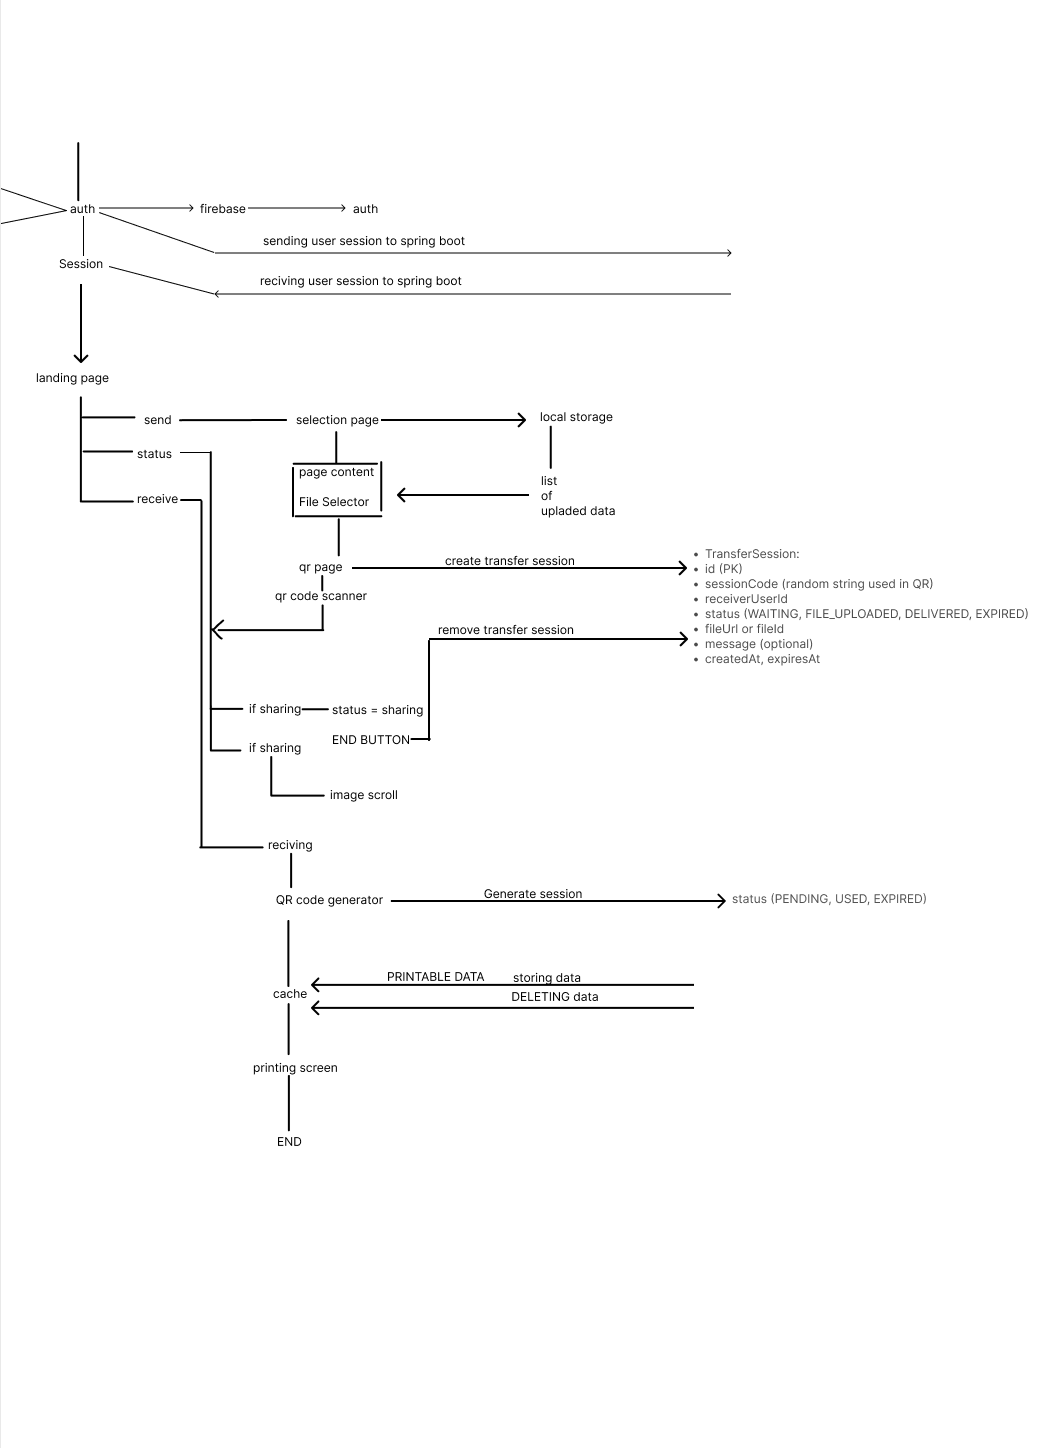 auth
firebase
auth
sending user session to spring boot
Session
reciving user session to spring boot
landing page
send
selection page
local storage
status
page content
receive
File Selector
list
of
upladed data
qr page
create transfer session
TransferSession:
id (PK)
sessionCode (random string used in QR)
receiverUserId
status (WAITING, FILE_UPLOADED, DELIVERED, EXPIRED)
fileUrl or fileId
message (optional)
createdAt, expiresAt
qr code scanner
remove transfer session
if sharing
status = sharing
END BUTTON
if sharing
image scroll
reciving
QR code generator
Generate session
status (PENDING, USED, EXPIRED)
PRINTABLE DATA
storing data
cache
DELETING data
printing screen
END